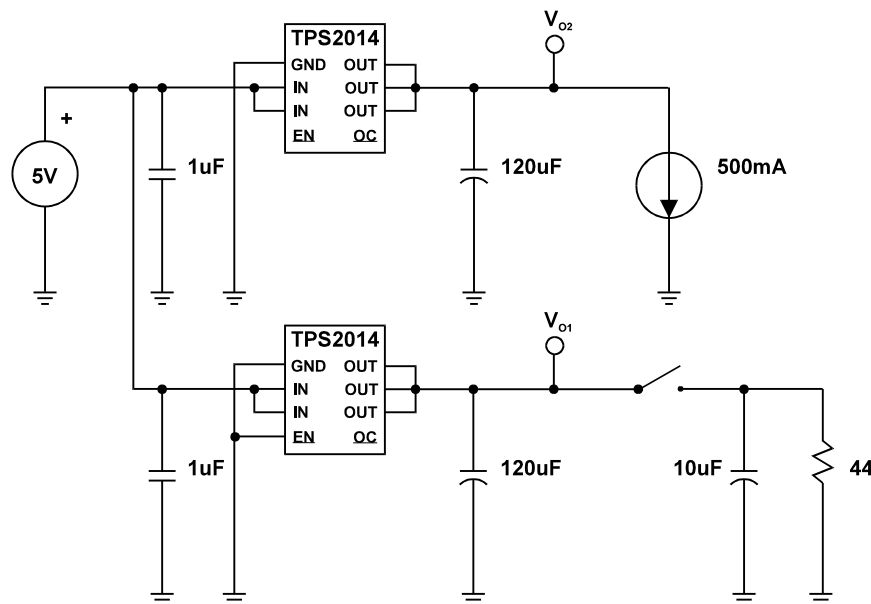 TPS2014
V O2
GND OUT
IN OUT
IN OUT
EN OC
+
5V
1uF
120uF
500mA
TPS2014
V O1
GND OUT
IN OUT
IN OUT
EN OC
1uF
120uF
10uF
44